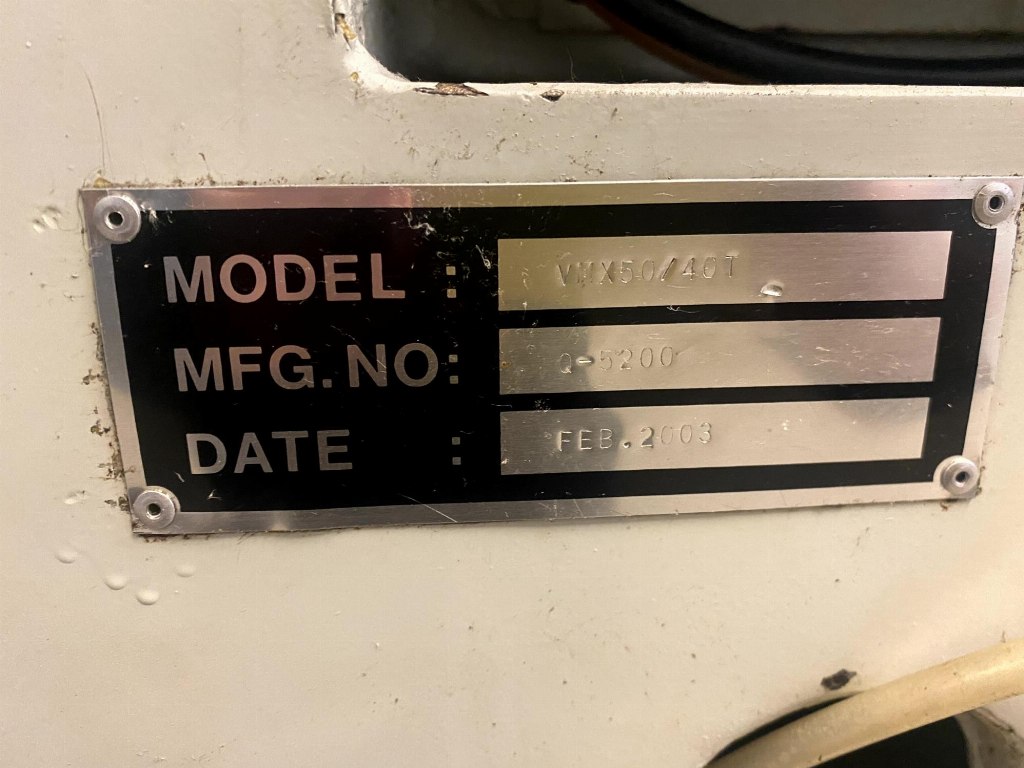 MODEL : VMX50/40T
MFG. NO: Q-5200
DATE : FEB.2003